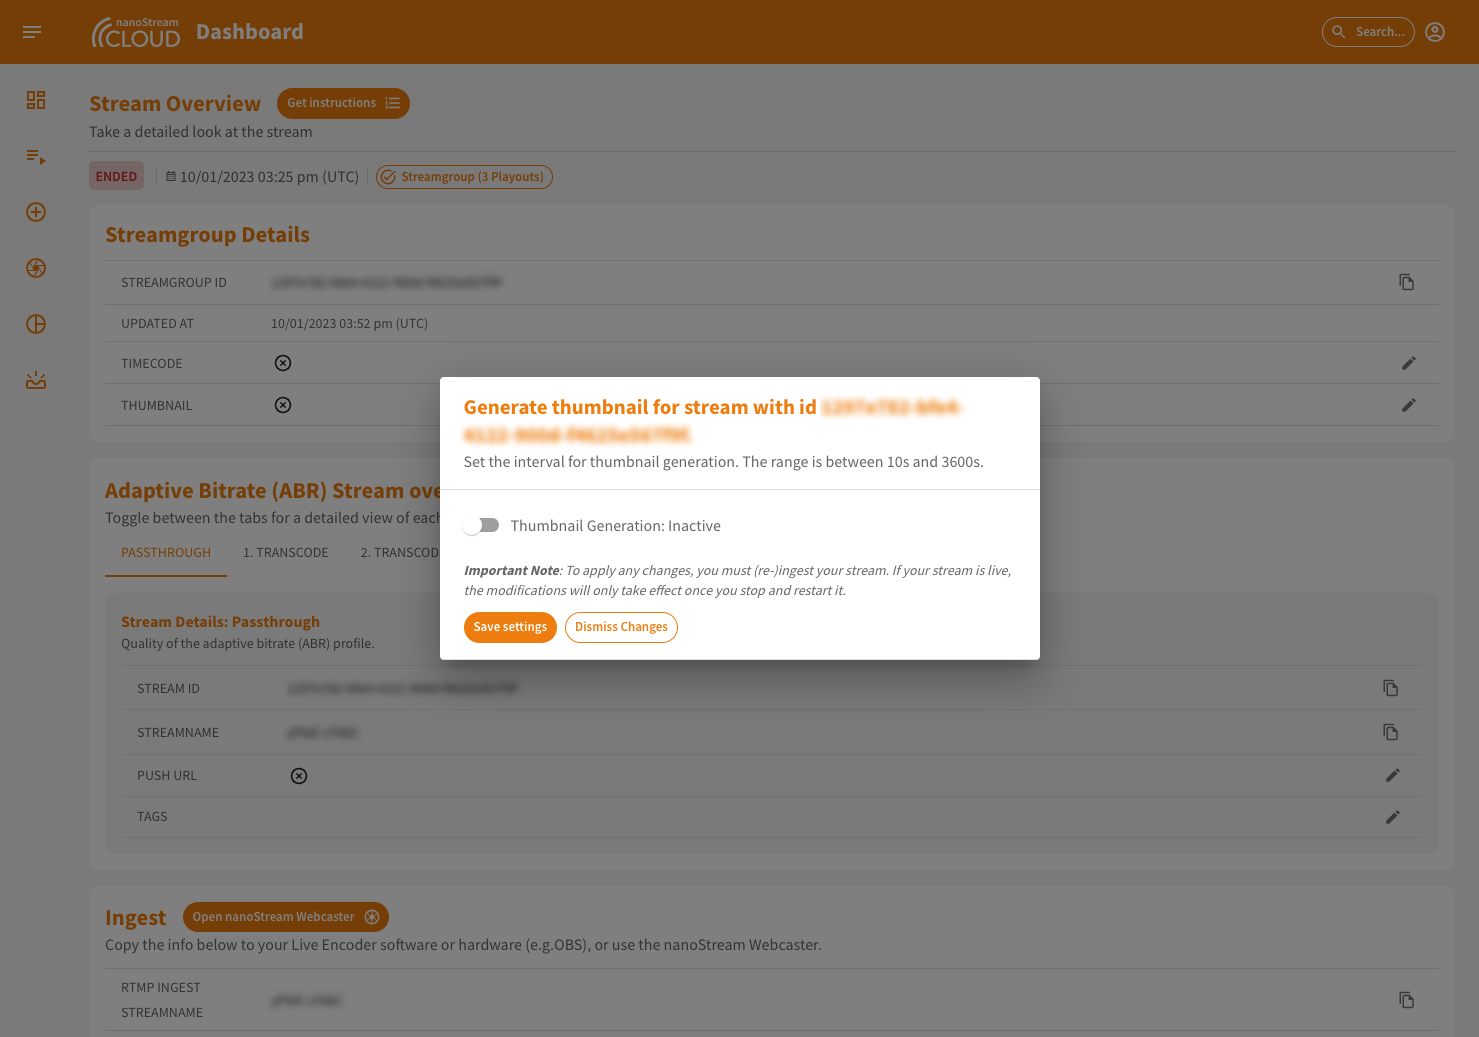 nanoStream
CLOUD
Dashboard
Search...
Stream Overview
Get instructions
Take a detailed look at the stream
ENDED
10/01/2023 03:25 pm (UTC)
Streamgroup (3 Playouts)
Streamgroup Details
STREAMGROUP ID
UPDATED AT
10/01/2023 03:52 pm (UTC)
TIMECODE
THUMBNAIL
Generate thumbnail for stream with id
Set the interval for thumbnail generation. The range is between 10s and 3600s.
Thumbnail Generation: Inactive
Important Note: To apply any changes, you must (re-)ingest your stream. If your stream is live,
the modifications will only take effect once you stop and restart it.
Save settings
Dismiss Changes
Adaptive Bitrate (ABR) Stream ove
Toggle between the tabs for a detailed view of each
PASSTHROUGH
1. TRANSCODE
2. TRANSCOD
Stream Details: Passthrough
Quality of the adaptive bitrate (ABR) profile.
STREAM ID
STREAMNAME
PUSH URL
TAGS
Ingest
Open nanoStream Webcaster
Copy the info below to your Live Encoder software or hardware (e.g.OBS), or use the nanoStream Webcaster.
RTMP INGEST
STREAMNAME